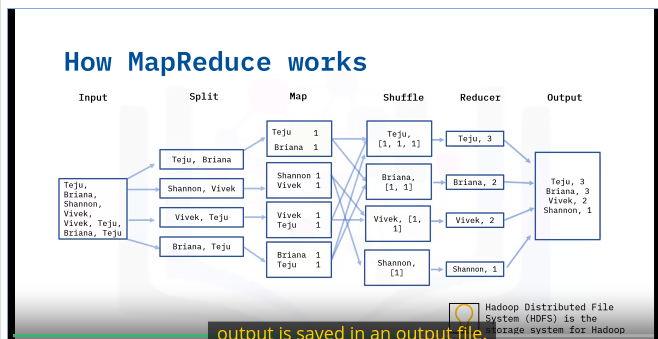 How MapReduce works
Input
Split
Map
Shuffle
Reducer
Output
Teju,
Briana,
Shannon,
Vivek,
Vivek, Teju,
Briana, Teju
Teju, Briana
Shannon, Vivek
Vivek, Teju
Briana, Teju
Teju 1
Briana 1
Shannon 1
Vivek 1
Vivek 1
Teju 1
Briana 1
Teju 1
Teju,
[1, 1, 1]
Briana,
[1, 1]
Vivek, [1,
1]
Shannon,
[1]
Teju, 3
Briana, 2
Vivek, 2
Shannon, 1
Teju, 3
Briana, 3
Vivek, 2
Shannon, 1
Hadoop Distributed File
System (HDFS) is the
storage system for Hadoop
output is saved in an output file.